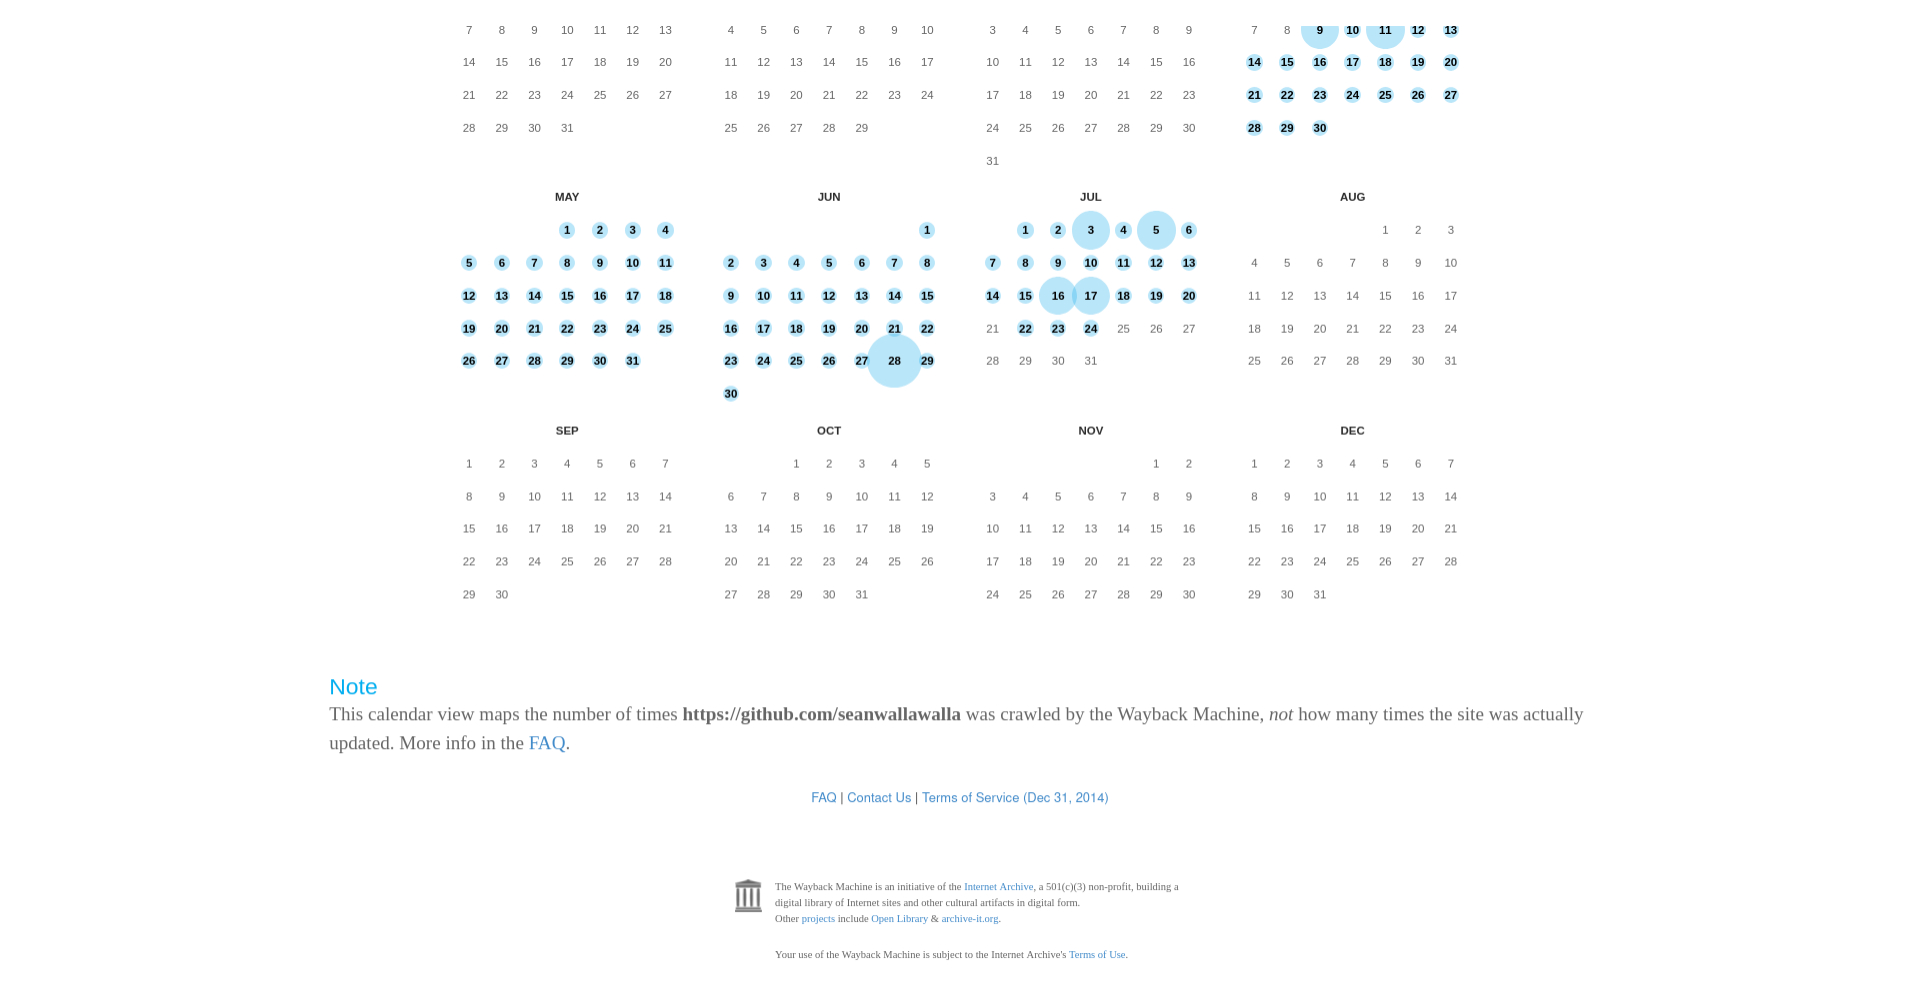 7 8 9 10 11 12 13 4 5 6 7 8 9 10 3 4 5 6 7 8 9 7 8 9 10 11 12 13
14 15 16 17 18 19 20 11 12 13 14 15 16 17 10 11 12 13 14 15 16 14 15 16 17 18 19 20
21 22 23 24 25 26 27 18 19 20 21 22 23 24 17 18 19 20 21 22 23 21 22 23 24 25 26 27
28 29 30 31 25 26 27 28 29 24 25 26 27 28 29 30 28 29 30
31
MAY JUN JUL AUG
1 2 3 4 1 1 2 3 4 5 6 1 2 3
5 6 7 8 9 10 11 2 3 4 5 6 7 8 7 8 9 10 11 12 13 4 5 6 7 8 9 10
12 13 14 15 16 17 18 9 10 11 12 13 14 15 14 15 16 17 18 19 20 11 12 13 14 15 16 17
19 20 21 22 23 24 25 16 17 18 19 20 21 22 21 22 23 24 25 26 27 18 19 20 21 22 23 24
26 27 28 29 30 31 23 24 25 26 27 28 29 28 29 30 31 25 26 27 28 29 30 31
30
SEP OCT NOV DEC
1 2 3 4 5 6 7 1 2 3 4 5 1 2 1 2 3 4 5 6 7
8 9 10 11 12 13 14 6 7 8 9 10 11 12 3 4 5 6 7 8 9 8 9 10 11 12 13 14
15 16 17 18 19 20 21 13 14 15 16 17 18 19 10 11 12 13 14 15 16 15 16 17 18 19 20 21
22 23 24 25 26 27 28 20 21 22 23 24 25 26 17 18 19 20 21 22 23 22 23 24 25 26 27 28
29 30 27 28 29 30 31 24 25 26 27 28 29 30 29 30 31
Note
This calendar view maps the number of times https://github.com/seanwallawalla was crawled by the Wayback Machine, not how many times the site was actually
updated. More info in the FAQ.
FAQ | Contact Us | Terms of Service (Dec 31, 2014)
The Wayback Machine is an initiative of the Internet Archive, a 501(c)(3) non-profit, building a
digital library of Internet sites and other cultural artifacts in digital form.
Other projects include Open Library & archive-it.org.
Your use of the Wayback Machine is subject to the Internet Archive's Terms of Use.